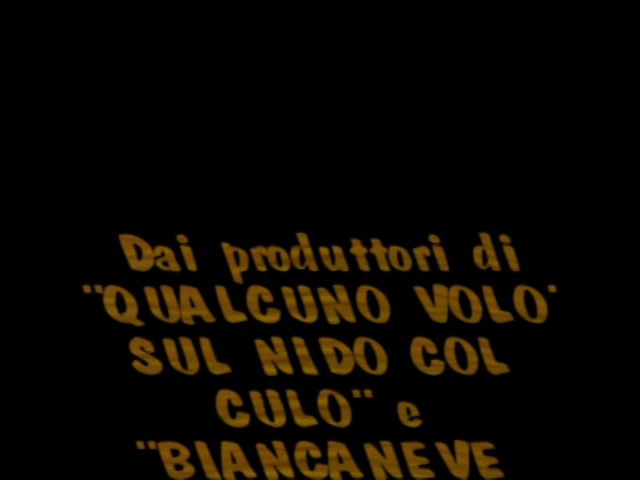 Dai produttori di
"QUALCUNO VOLO'
SUL NIDO COL
CULO" e
"BIANCANEVE